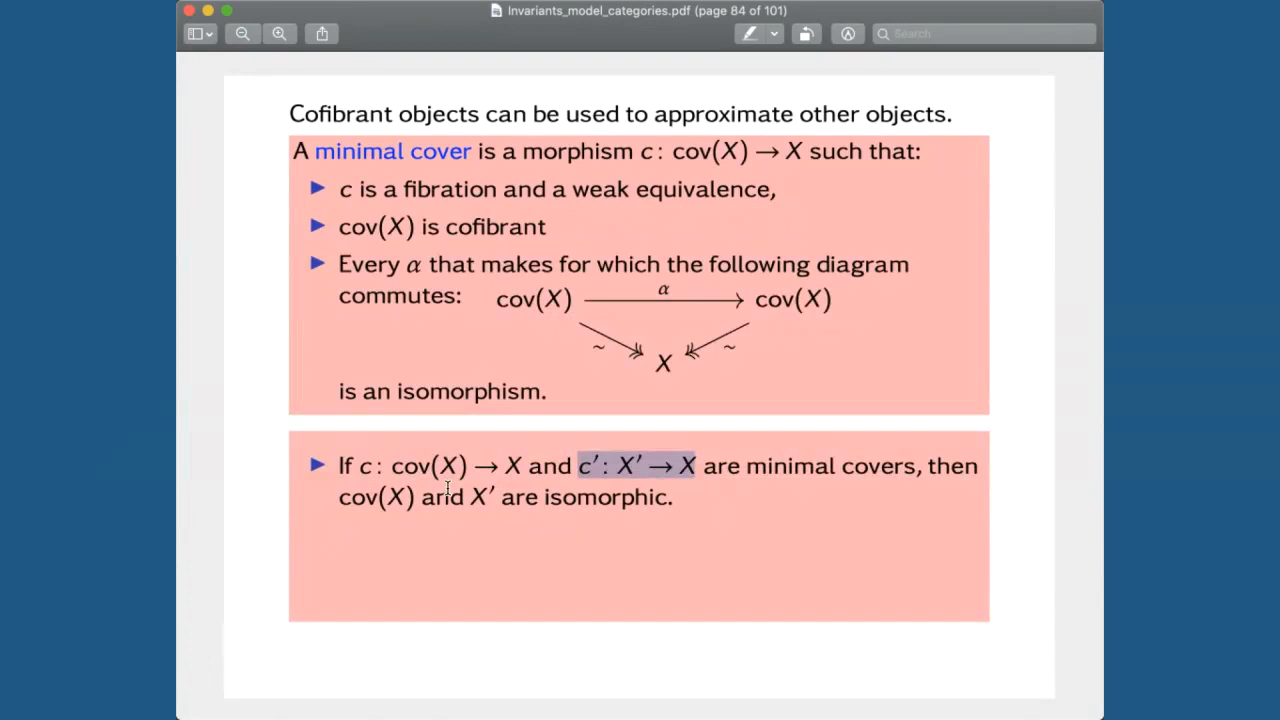 Invariants_model_categories.pdf (page 84 of 101)
Search
Cofibrant objects can be used to approximate other objects.
A minimal cover is a morphism c : cov(X) → X such that:
▶ c is a fibration and a weak equivalence,
▶ cov(X) is cofibrant
▶ Every α that makes for which the following diagram
commutes: cov(X) α cov(X)
~ ~
X
is an isomorphism.
▶ If c : cov(X) → X and c′ : X′ → X are minimal covers, then
cov(X) and X′ are isomorphic.